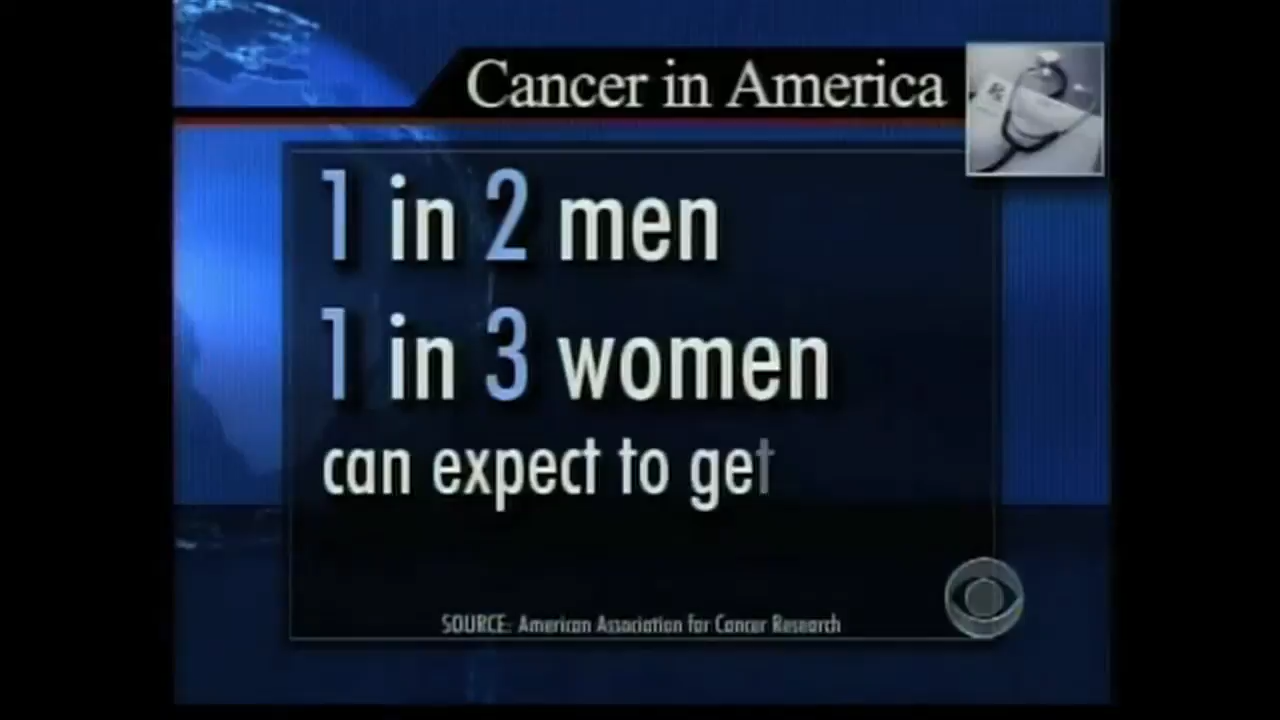 Cancer in America
1 in 2 men
1 in 3 women
can expect to get
SOURCE: American Association for Cancer Research